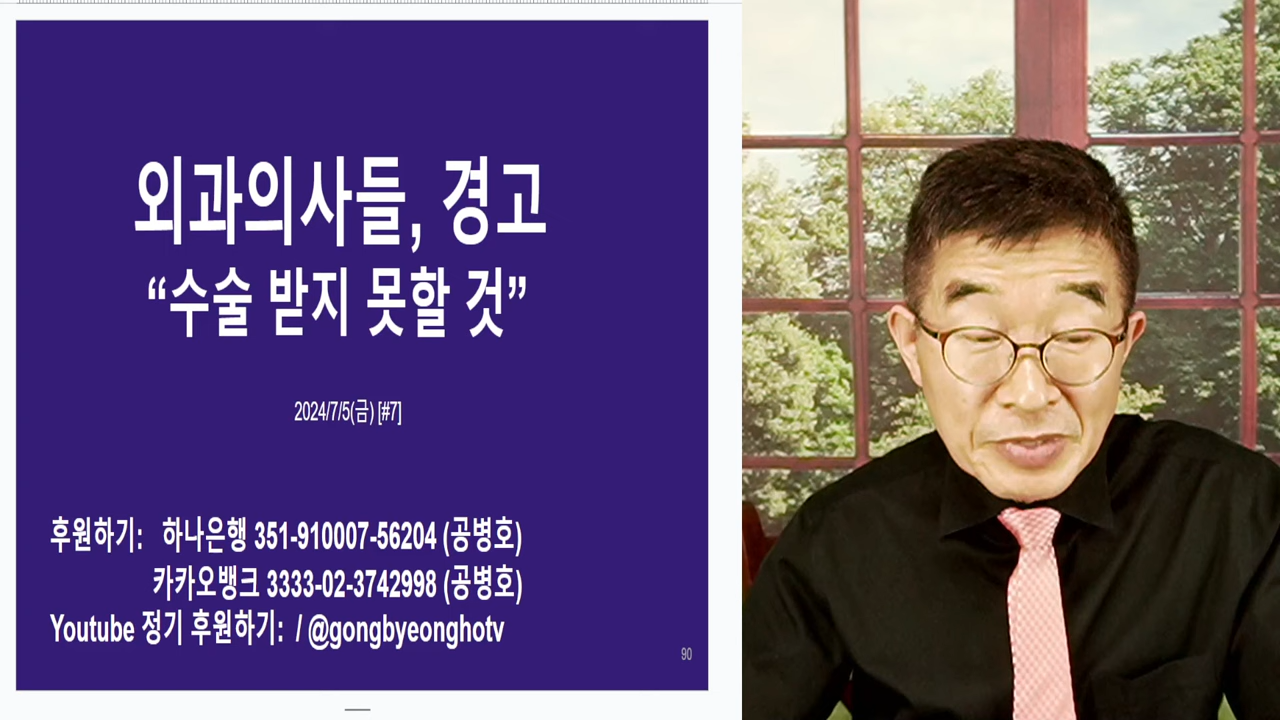 외과의사들, 경고
“수술 받지 못할 것”
2024/7/5(금) [#7]
후원하기: 하나은행 351-910007-56204 (공병호)
카카오뱅크 3333-02-3742998 (공병호)
Youtube 정기 후원하기: / @gongbyeonghotv
90